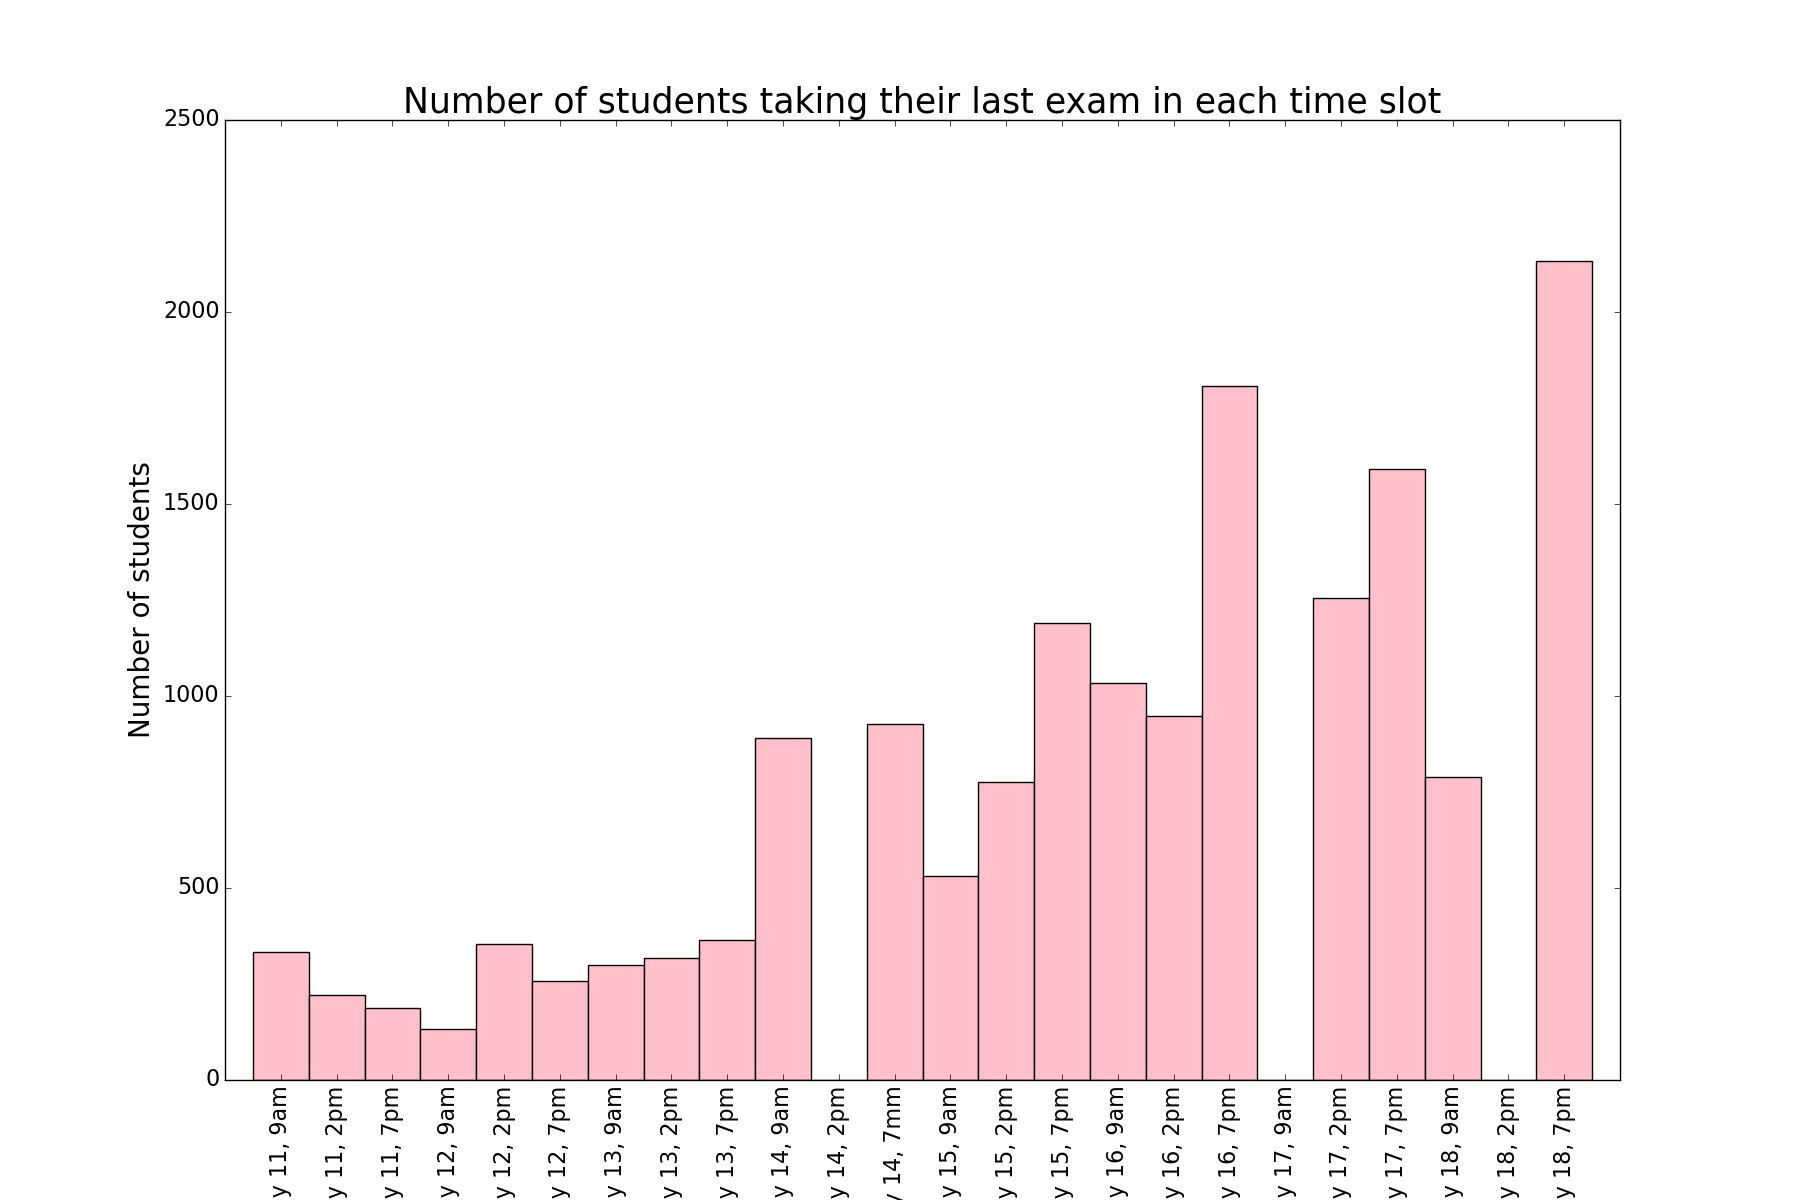 Number of students taking their last exam in each time slot
Number of students
2500
2000
1500
1000
500
0
y 11, 9am
y 11, 2pm
y 11, 7pm
y 12, 9am
y 12, 2pm
y 12, 7pm
y 13, 9am
y 13, 2pm
y 13, 7pm
y 14, 9am
y 14, 2pm
y 14, 7mm
y 15, 9am
y 15, 2pm
y 15, 7pm
y 16, 9am
y 16, 2pm
y 16, 7pm
y 17, 9am
y 17, 2pm
y 17, 7pm
y 18, 9am
y 18, 2pm
y 18, 7pm